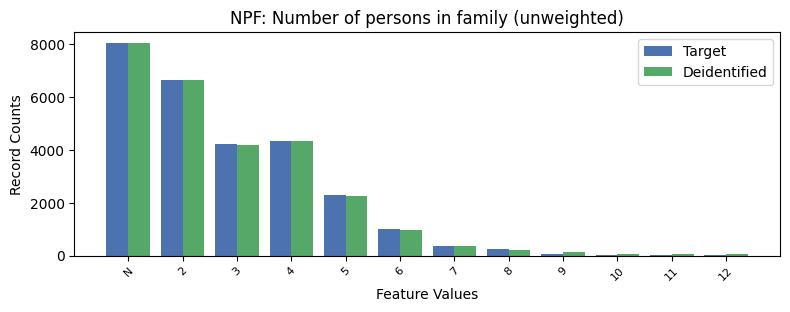 NPF: Number of persons in family (unweighted)
Target
Deidentified
8000
6000
4000
2000
0
Record Counts
N 2 3 4 5 6 7 8 9 10 11 12
Feature Values